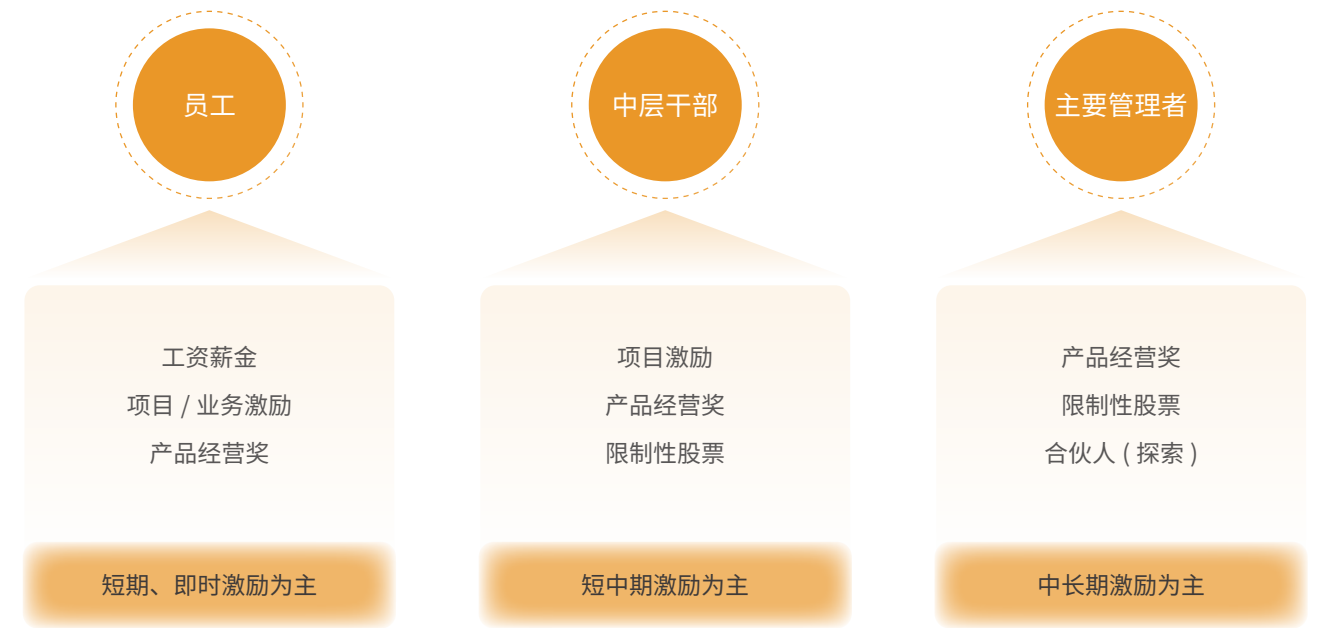 员工
工资薪金
项目 / 业务激励
产品经营奖
短期、即时激励为主
中层干部
项目激励
产品经营奖
限制性股票
短中期激励为主
主要管理者
产品经营奖
限制性股票
合伙人 ( 探索 )
中长期激励为主